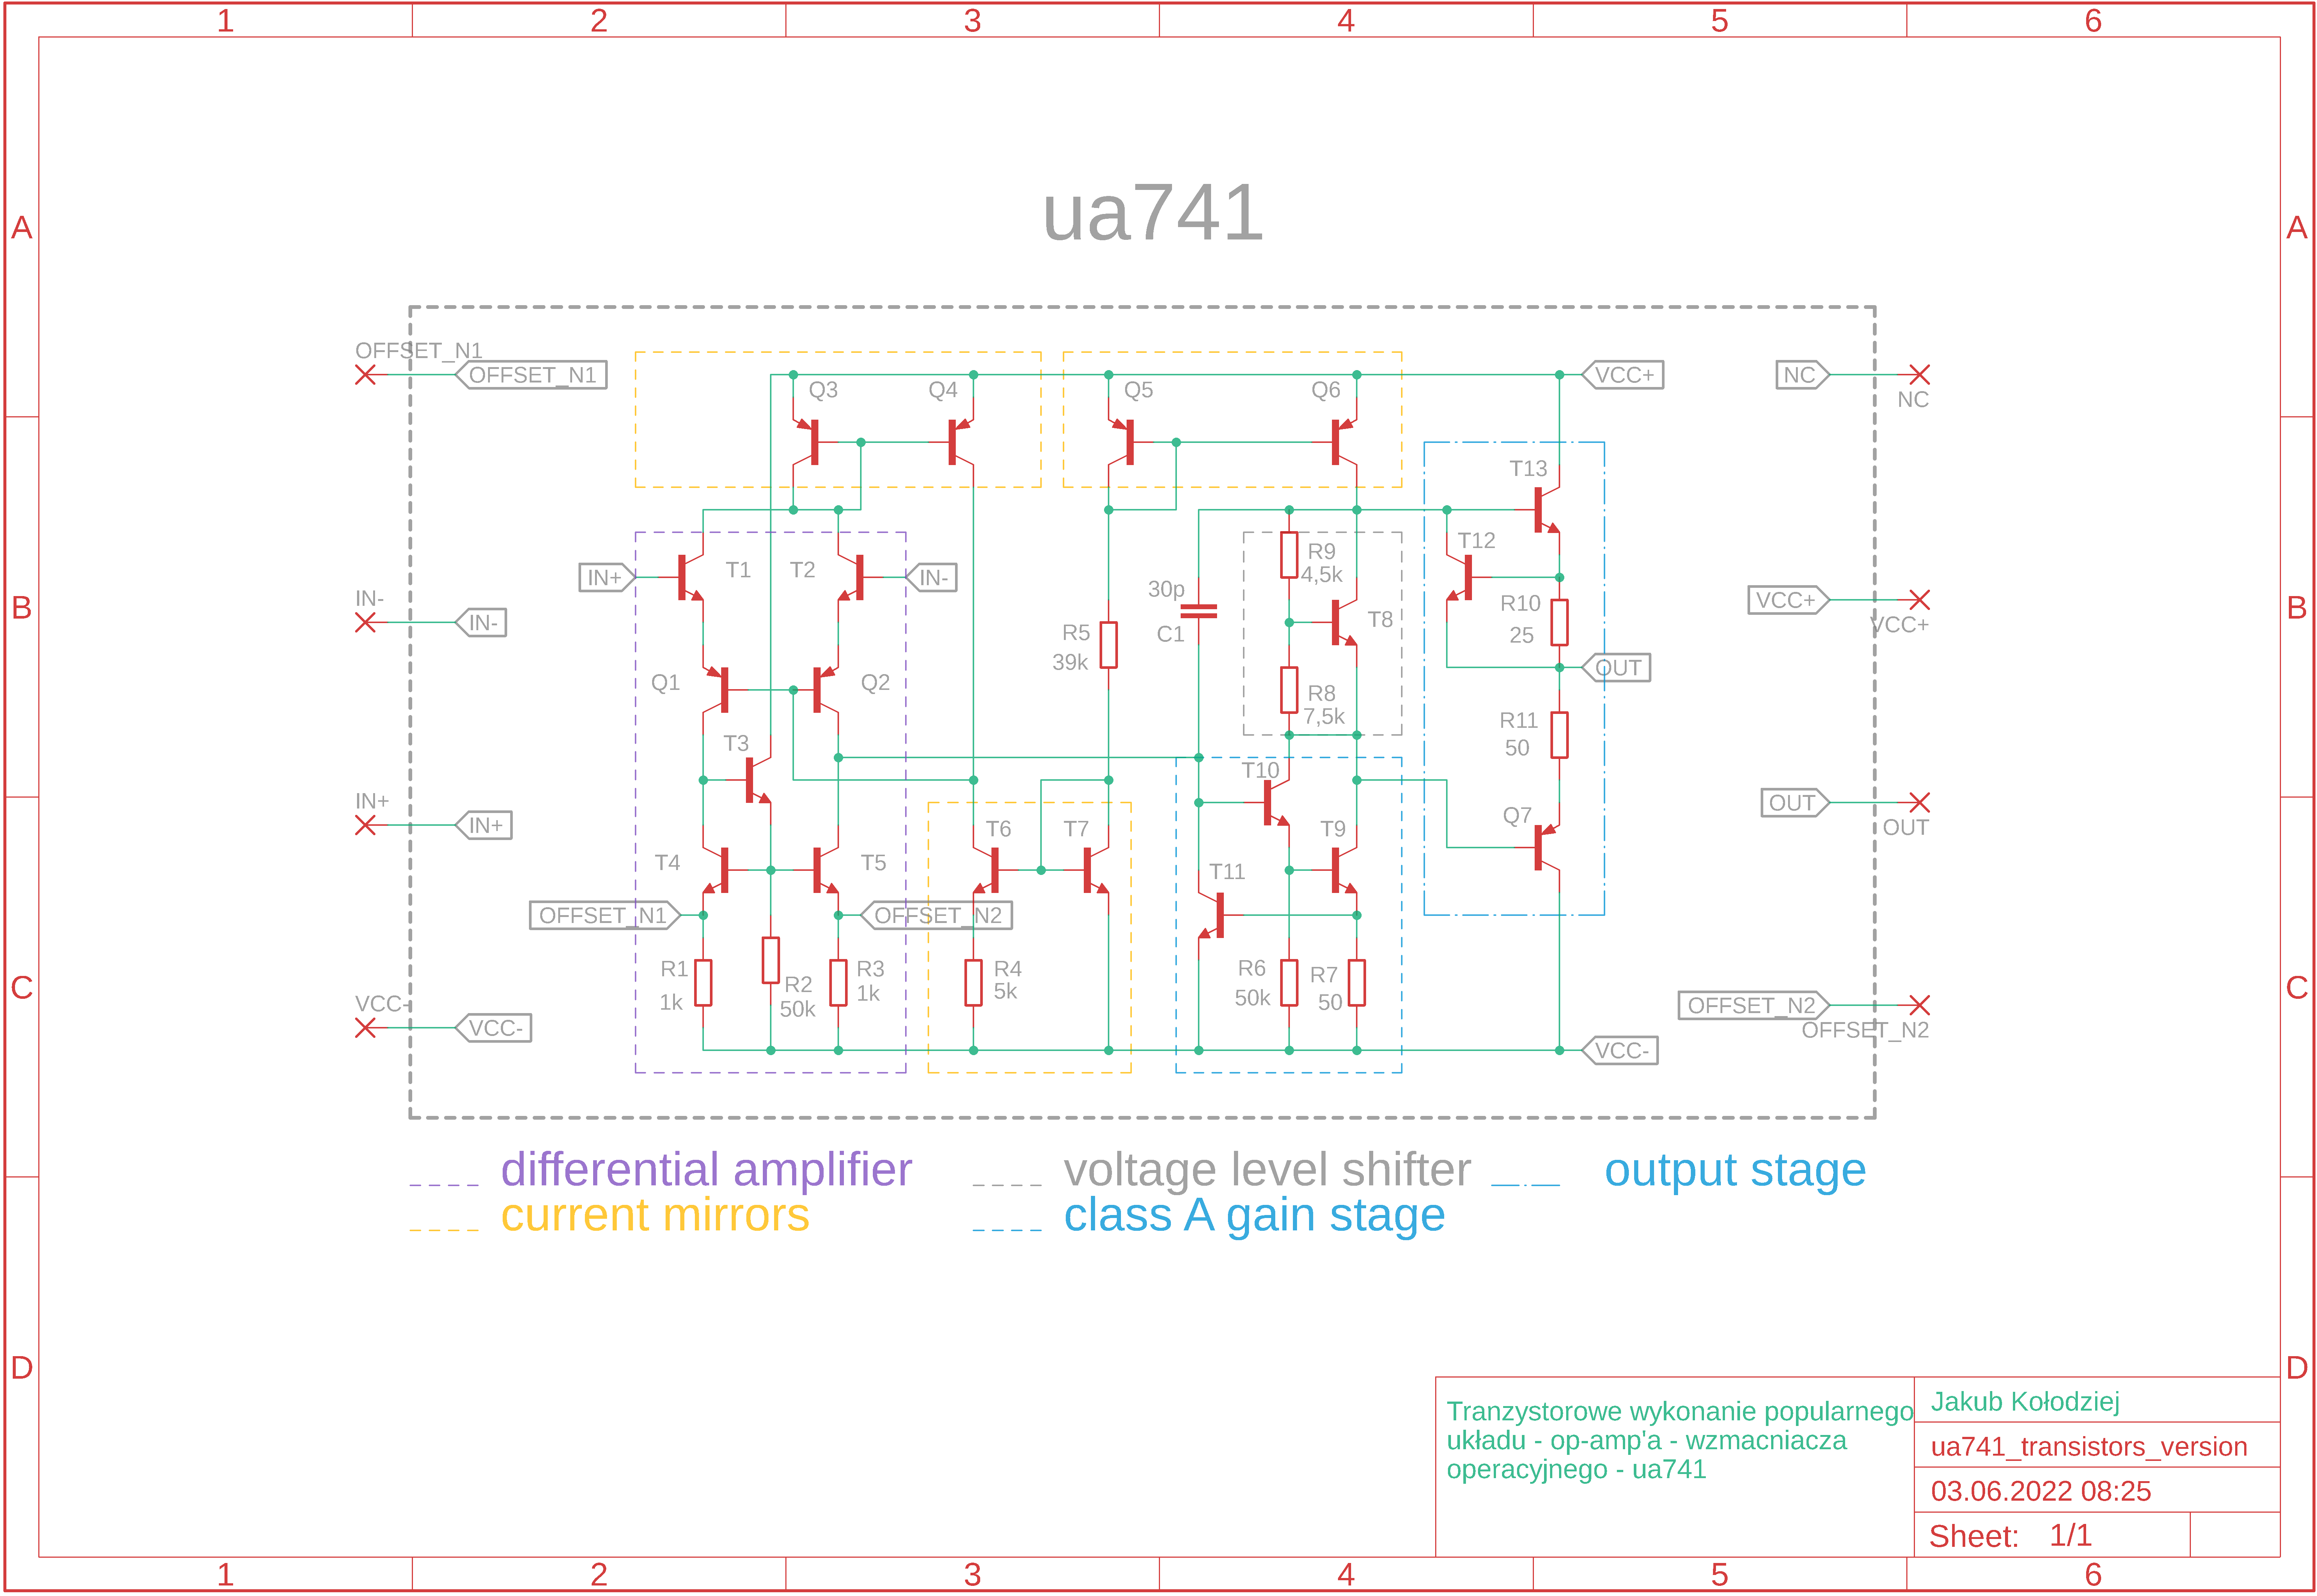 1 2 3 4 5 6
A A
ua741
OFFSET_N1
OFFSET_N1
VCC+
NC
NC
Q3 Q4 Q5 Q6
B B
T13
T12
IN+ T1 T2 IN-
R9
4,5k
30p
C1
T8
R10
25
IN-
IN-
VCC+
VCC+
R5
39k
OUT
Q1 Q2
R8
7,5k
R11
50
T3
T10
IN+
IN+
OUT
OUT
T4 T5 T6 T7 T9 Q7
T11
OFFSET_N1 OFFSET_N2
C C
R1
1k
R2
50k
R3
1k
R4
5k
R6
50k
R7
50
VCC-
VCC-
OFFSET_N2
OFFSET_N2
VCC-
differential amplifier voltage level shifter output stage
current mirrors class A gain stage
D D
Tranzystorowe wykonanie popularnego
układu - op-amp'a - wzmacniacza
operacyjnego - ua741
Jakub Kołodziej
ua741_transistors_version
03.06.2022 08:25
Sheet: 1/1
1 2 3 4 5 6